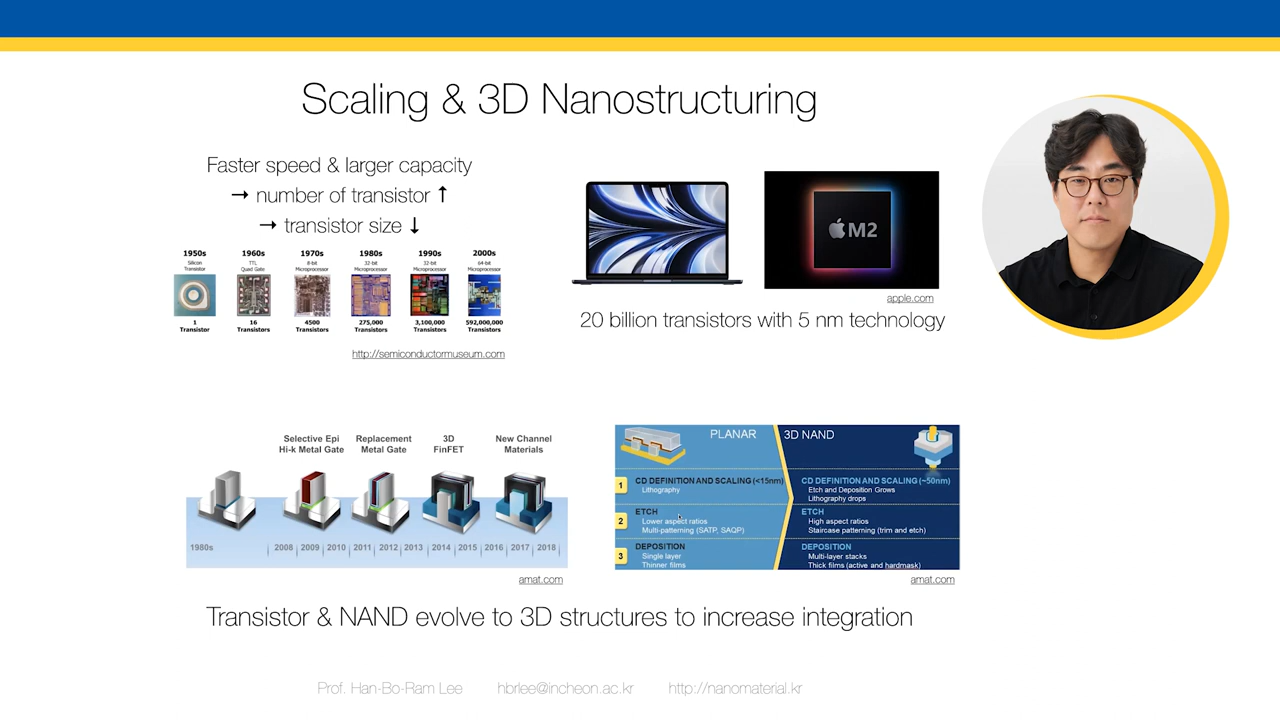 Scaling & 3D Nanostructuring
Faster speed & larger capacity
→ number of transistor ↑
→ transistor size ↓
1950s 1960s 1970s 1980s 1990s 2000s
Silicon Transistor TTL Quad Gate 8-bit Microprocessor 32-bit Microprocessor 32-bit Microprocessor 64-bit Microprocessor
1 Transistor 16 Transistors 4500 Transistors 275,000 Transistors 3,100,000 Transistors 592,000,000 Transistors
http://semiconductormuseum.com
M2
apple.com
20 billion transistors with 5 nm technology
Selective Epi Hi-k Metal Gate
Replacement Metal Gate
3D FinFET
New Channel Materials
1980s 2008 2009 2010 2011 2012 2013 2014 2015 2016 2017 2018
amat.com
PLANAR
3D NAND
1
CD DEFINITION AND SCALING (<15nm)
Lithography
CD DEFINITION AND SCALING (~50nm)
Etch and Deposition Grows
Lithography drops
2
ETCH
Lower aspect ratios
Multi-patterning (SATP, SAQP)
ETCH
High aspect ratios
Staircase patterning (trim and etch)
3
DEPOSITION
Single layer
Thinner films
DEPOSITION
Multi-layer stacks
Thick films (active and hardmask)
amat.com
Transistor & NAND evolve to 3D structures to increase integration
Prof. Han-Bo-Ram Lee hbrlee@incheon.ac.kr http://nanomaterial.kr